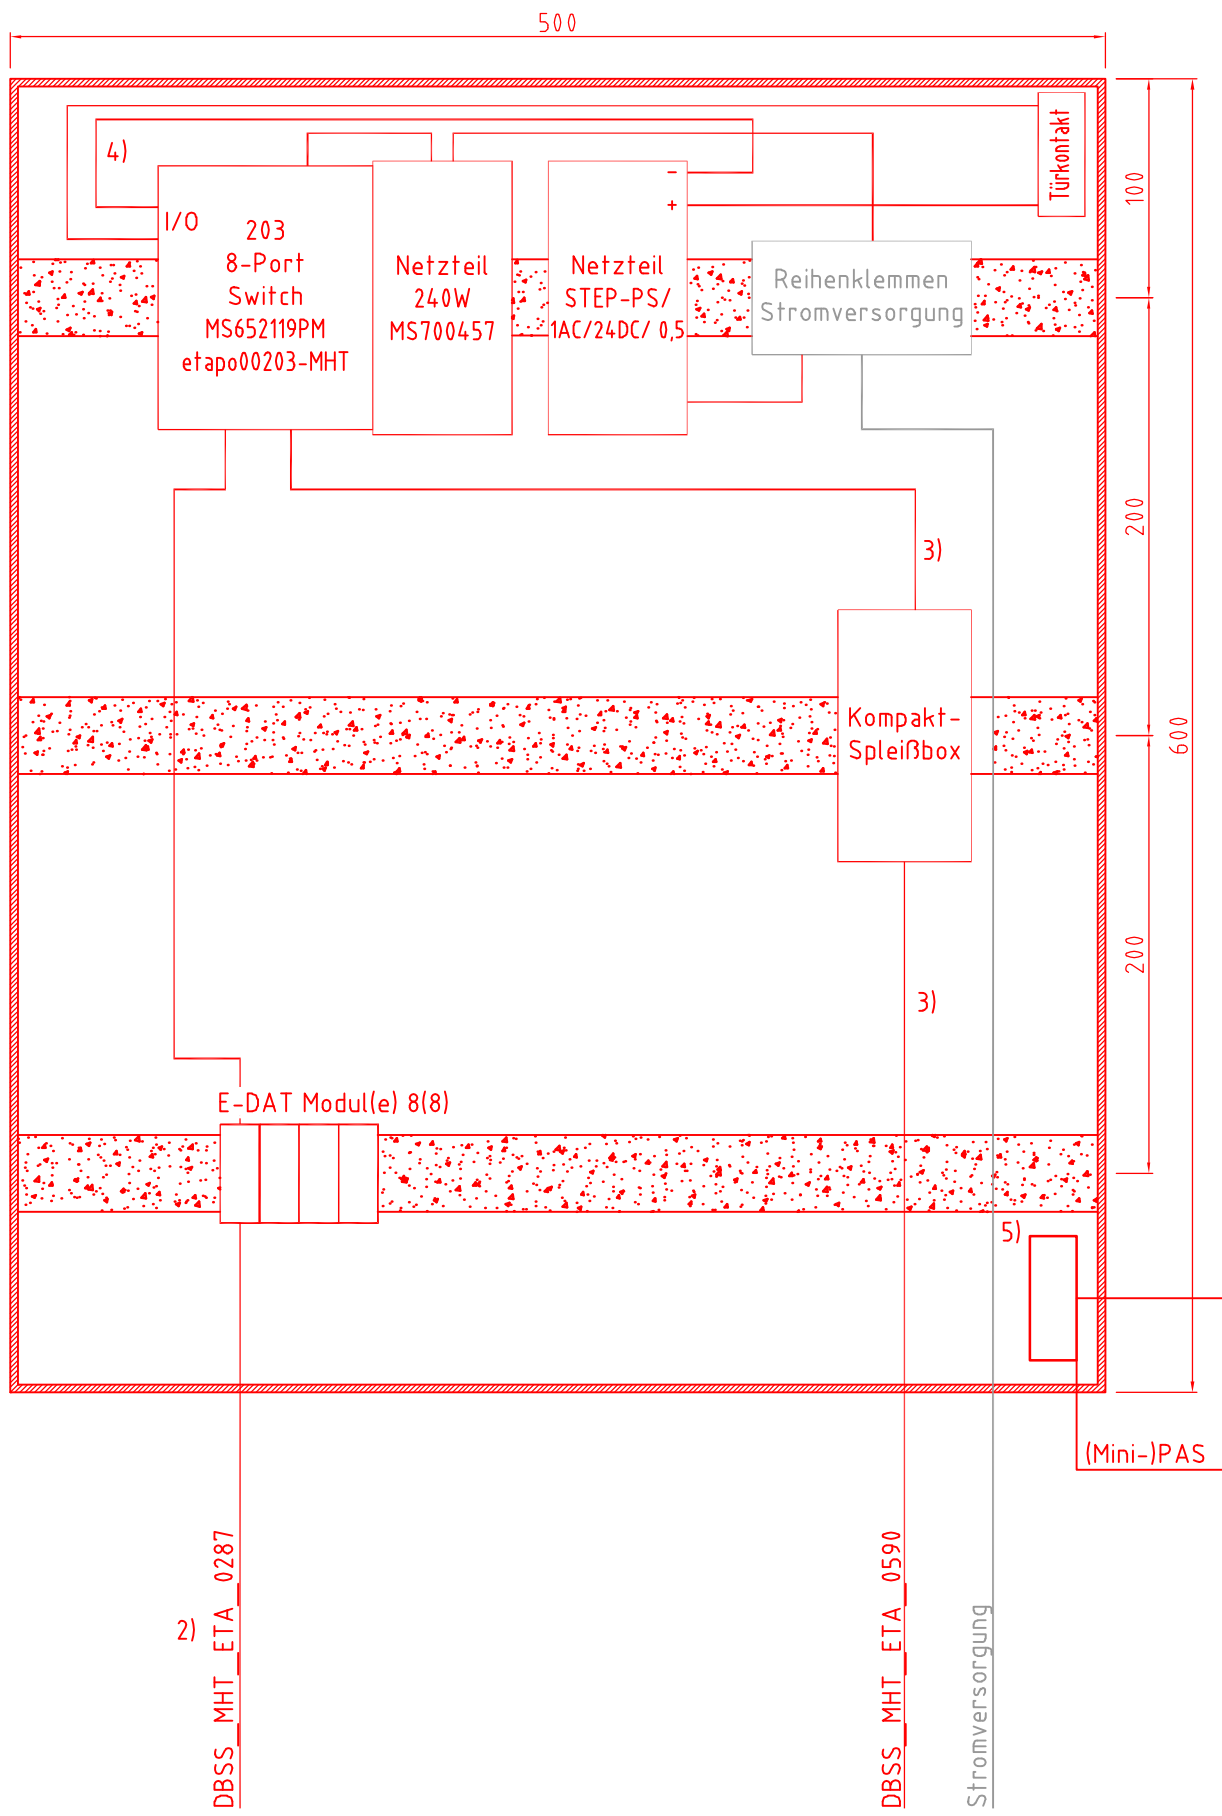 500
4)
Türkontakt
100
I/O
203
8-Port
Switch
MS652119PM
etapo00203-MHT
Netzteil
240W
MS700457
-
+
Netzteil
STEP-PS/
1AC/24DC/ 0,5
Reihenklemmen
Stromversorgung
200
3)
600
Kompakt-
Spleißbox
200
3)
E-DAT Modul(e) 8(8)
5)
(Mini-)PAS
2)
DBSS_MHT_ETA_0287
DBSS_MHT_ETA_0590
Stromversorgung